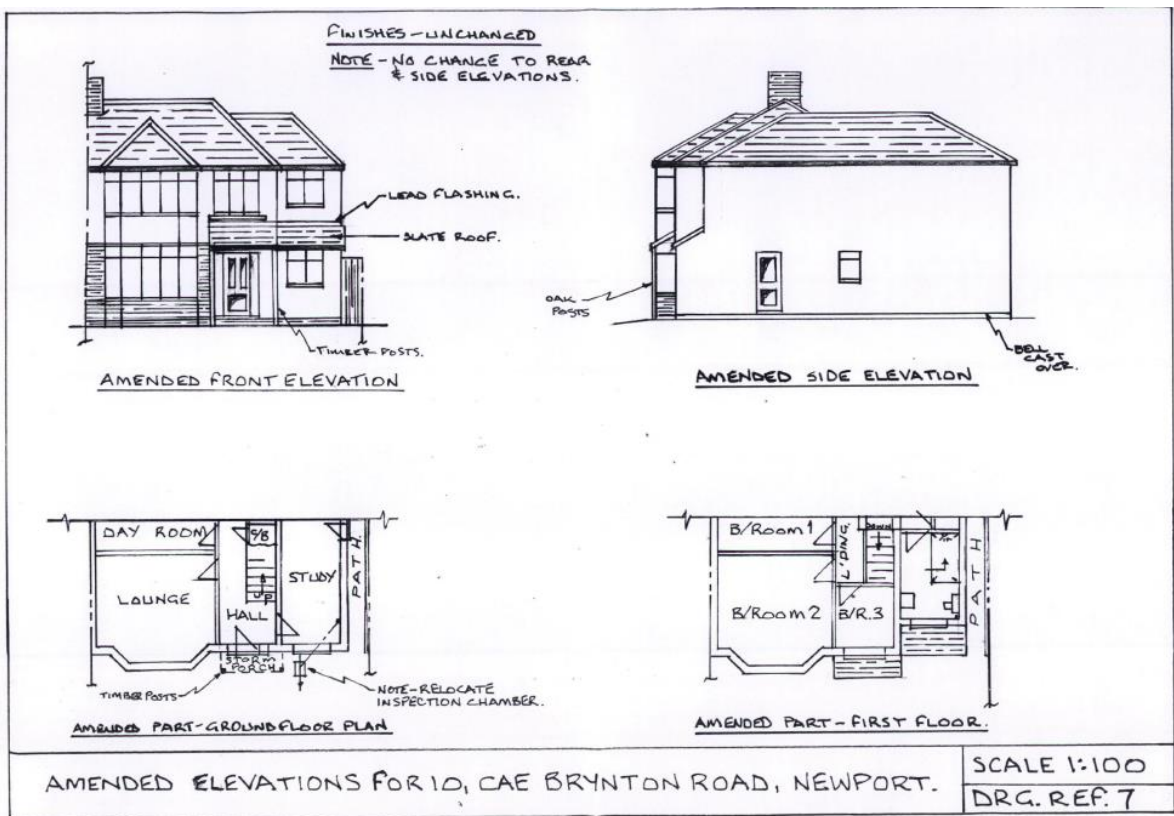 FINISHES - UNCHANGED
NOTE - NO CHANGE TO REAR
& SIDE ELEVATIONS.
LEAD FLASHING.
SLATE ROOF.
TIMBER POSTS.
AMENDED FRONT ELEVATION
OAK
POSTS
BELL
CAST
OVER.
AMENDED SIDE ELEVATION
DAY ROOM
S/B
LOUNGE
UP
STUDY
HALL
PATH.
STORM
PORCH
TIMBER POSTS
NOTE - RELOCATE
INSPECTION CHAMBER.
AMENDED PART - GROUND FLOOR PLAN
B/Room 1
L'DING.
DOWN
B/Room 2
B/R.3
PATH
AMENDED PART - FIRST FLOOR.
AMENDED ELEVATIONS FOR 10, CAE BRYNTON ROAD, NEWPORT.
SCALE 1:100
DRG. REF. 7